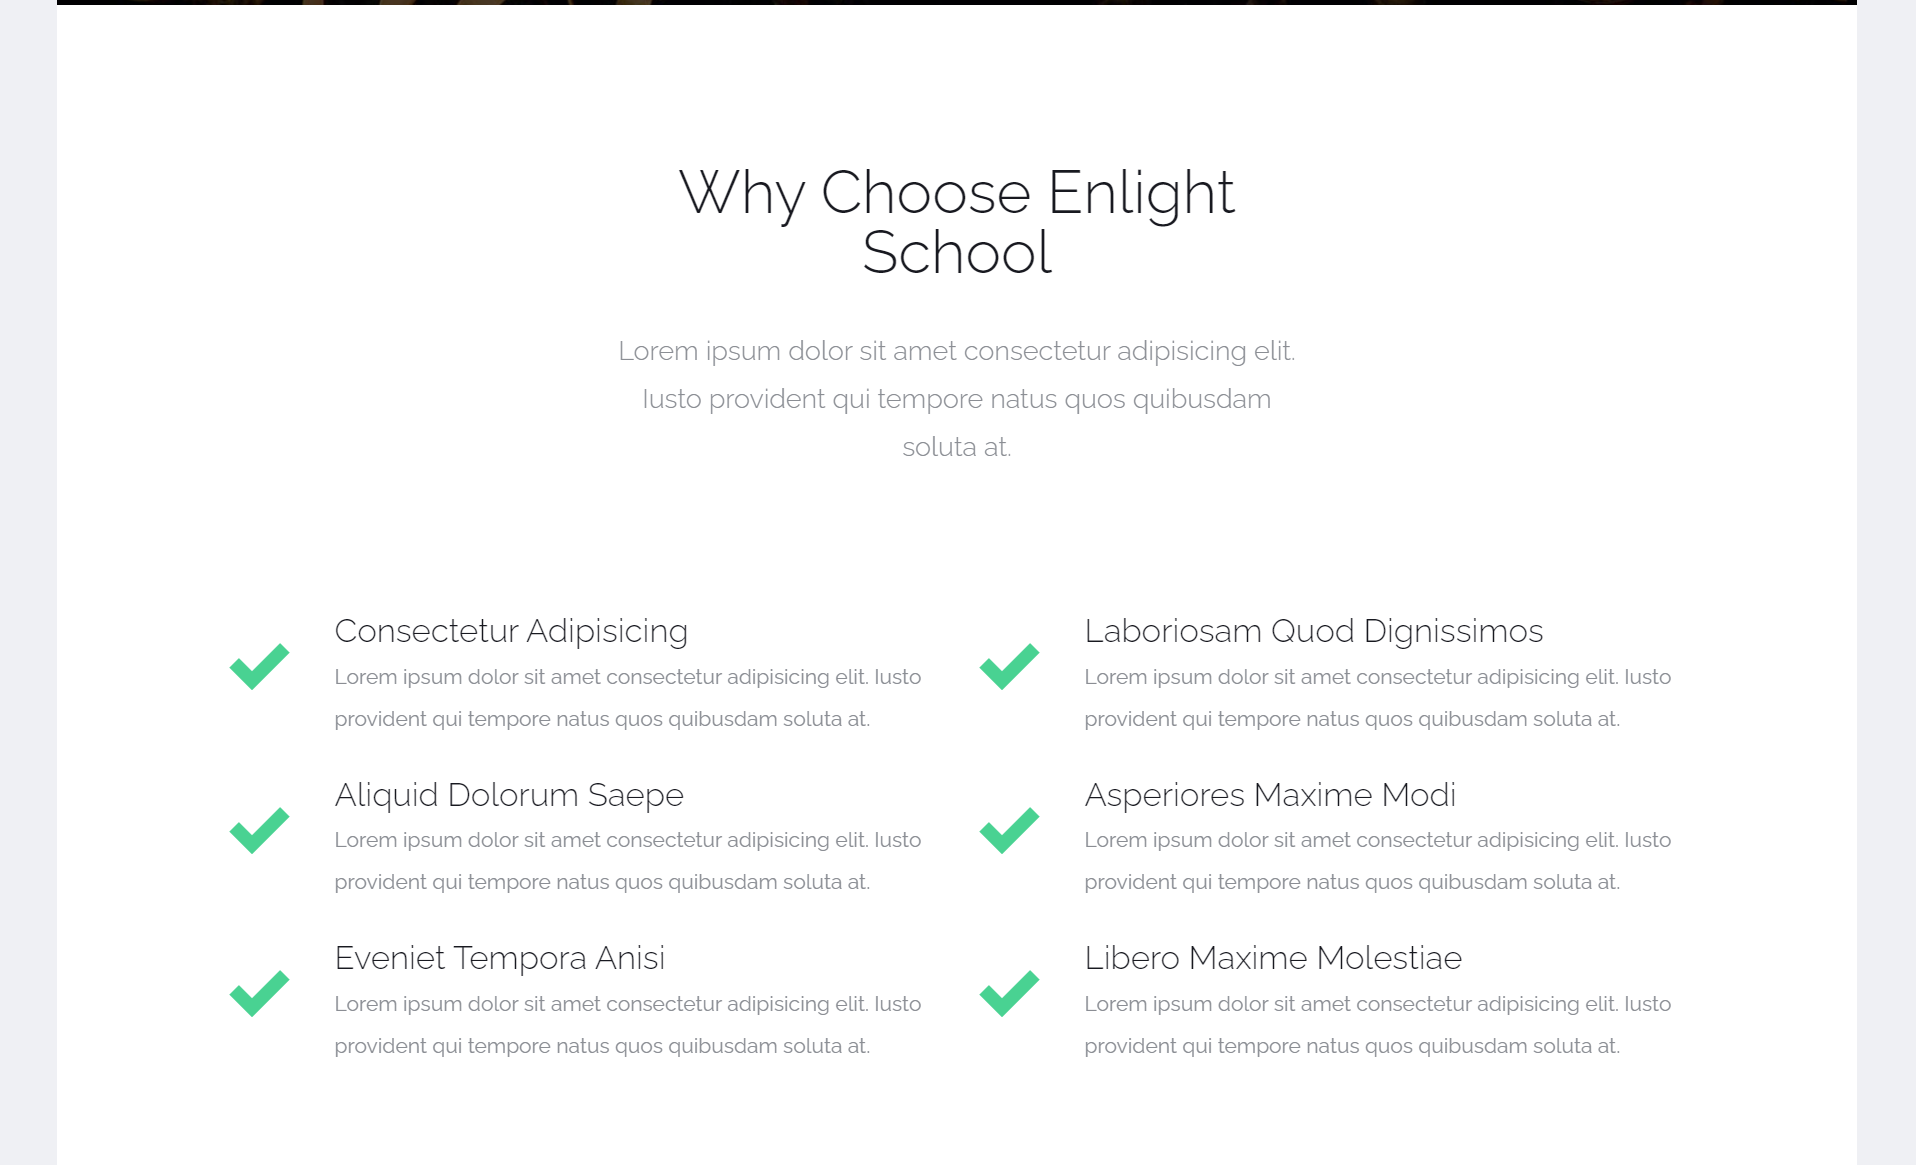 Why Choose Enlight
School
Lorem ipsum dolor sit amet consectetur adipisicing elit.
Iusto provident qui tempore natus quos quibusdam
soluta at.
Consectetur Adipisicing
Lorem ipsum dolor sit amet consectetur adipisicing elit. Iusto
provident qui tempore natus quos quibusdam soluta at.
Laboriosam Quod Dignissimos
Lorem ipsum dolor sit amet consectetur adipisicing elit. Iusto
provident qui tempore natus quos quibusdam soluta at.
Aliquid Dolorum Saepe
Lorem ipsum dolor sit amet consectetur adipisicing elit. Iusto
provident qui tempore natus quos quibusdam soluta at.
Asperiores Maxime Modi
Lorem ipsum dolor sit amet consectetur adipisicing elit. Iusto
provident qui tempore natus quos quibusdam soluta at.
Eveniet Tempora Anisi
Lorem ipsum dolor sit amet consectetur adipisicing elit. Iusto
provident qui tempore natus quos quibusdam soluta at.
Libero Maxime Molestiae
Lorem ipsum dolor sit amet consectetur adipisicing elit. Iusto
provident qui tempore natus quos quibusdam soluta at.